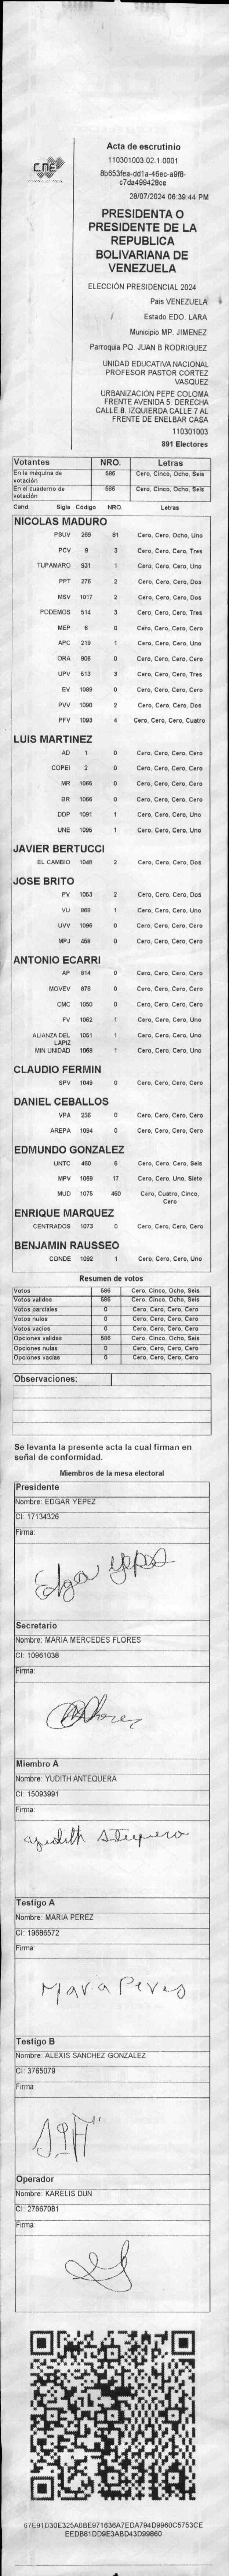 CNE
Acta de escrutinio
110301003.02.1.0001
8b653fea-dd1a-46ec-a9f8-
c7da499428ce
28/07/2024 06:39:44 PM
PRESIDENTA O
PRESIDENTE DE LA
REPUBLICA
BOLIVARIANA DE
VENEZUELA
ELECCIÓN PRESIDENCIAL 2024
Pais VENEZUELA
Estado EDO. LARA
Municipio MP. JIMENEZ
Parroquia PQ. JUAN B RODRIGUEZ
UNIDAD EDUCATIVA NACIONAL
PROFESOR PASTOR CORTEZ
VASQUEZ
URBANIZACIÓN PEPE COLOMA
FRENTE AVENIDA 5. DERECHA
CALLE 8. IZQUIERDA CALLE 7 AL
FRENTE DE ENELBAR CASA
110301003
891 Electores
Votantes NRO. Letras
En la máquina de votación 586 Cero, Cinco, Ocho, Seis
En el cuaderno de votación 586 Cero, Cinco, Ocho, Seis
Cand. Sigla Código NRO. Letras
NICOLAS MADURO
PSUV 269 81 Cero, Cero, Ocho, Uno
PCV 9 3 Cero, Cero, Cero, Tres
TUPAMARO 931 1 Cero, Cero, Cero, Uno
PPT 276 2 Cero, Cero, Cero, Dos
MSV 1017 2 Cero, Cero, Cero, Dos
PODEMOS 514 3 Cero, Cero, Cero, Tres
MEP 6 0 Cero, Cero, Cero, Cero
APC 219 1 Cero, Cero, Cero, Uno
ORA 906 0 Cero, Cero, Cero, Cero
UPV 513 3 Cero, Cero, Cero, Tres
EV 1089 0 Cero, Cero, Cero, Cero
PVV 1090 2 Cero, Cero, Cero, Dos
PFV 1093 4 Cero, Cero, Cero, Cuatro
LUIS MARTINEZ
AD 1 0 Cero, Cero, Cero, Cero
COPEI 2 0 Cero, Cero, Cero, Cero
MR 1065 0 Cero, Cero, Cero, Cero
BR 1066 0 Cero, Cero, Cero, Cero
DDP 1091 1 Cero, Cero, Cero, Uno
UNE 1095 1 Cero, Cero, Cero, Uno
JAVIER BERTUCCI
EL CAMBIO 1048 2 Cero, Cero, Cero, Dos
JOSE BRITO
PV 1053 2 Cero, Cero, Cero, Dos
VU 868 1 Cero, Cero, Cero, Uno
UVV 1096 0 Cero, Cero, Cero, Cero
MPJ 458 0 Cero, Cero, Cero, Cero
ANTONIO ECARRI
AP 914 0 Cero, Cero, Cero, Cero
MOVEV 878 0 Cero, Cero, Cero, Cero
CMC 1050 0 Cero, Cero, Cero, Cero
FV 1062 1 Cero, Cero, Cero, Uno
ALIANZA DEL LAPIZ 1051 1 Cero, Cero, Cero, Uno
MIN UNIDAD 1068 1 Cero, Cero, Cero, Uno
CLAUDIO FERMIN
SPV 1049 0 Cero, Cero, Cero, Cero
DANIEL CEBALLOS
VPA 236 0 Cero, Cero, Cero, Cero
AREPA 1094 0 Cero, Cero, Cero, Cero
EDMUNDO GONZALEZ
UNTC 460 6 Cero, Cero, Cero, Seis
MPV 1069 17 Cero, Cero, Uno, Siete
MUD 1075 450 Cero, Cuatro, Cinco, Cero
ENRIQUE MARQUEZ
CENTRADOS 1073 0 Cero, Cero, Cero, Cero
BENJAMIN RAUSSEO
CONDE 1092 1 Cero, Cero, Cero, Uno
Resumen de votos
Votos 586 Cero, Cinco, Ocho, Seis
Votos validos 586 Cero, Cinco, Ocho, Seis
Votos parciales 0 Cero, Cero, Cero, Cero
Votos nulos 0 Cero, Cero, Cero, Cero
Votos vacios 0 Cero, Cero, Cero, Cero
Opciones validas 586 Cero, Cinco, Ocho, Seis
Opciones nulas 0 Cero, Cero, Cero, Cero
Opciones vacias 0 Cero, Cero, Cero, Cero
Observaciones:
Se levanta la presente acta la cual firman en
señal de conformidad.
Miembros de la mesa electoral
Presidente
Nombre: EDGAR YEPEZ
CI: 17134326
Firma:
Edgar Yepez
Secretario
Nombre: MARIA MERCEDES FLORES
CI: 10961038
Firma:
Miembro A
Nombre: YUDITH ANTEQUERA
CI: 15093991
Firma:
Yudith Antequera
Testigo A
Nombre: MARIA PEREZ
CI: 19686572
Firma:
Maria Perez
Testigo B
Nombre: ALEXIS SANCHEZ GONZALEZ
CI: 3765079
Firma:
Operador
Nombre: KARELIS DUN
CI: 27667081
Firma:
67E91D30E325A0BE971636A7EDA794D9960C5753CE
EEDB81DD9E3ABD43D99860